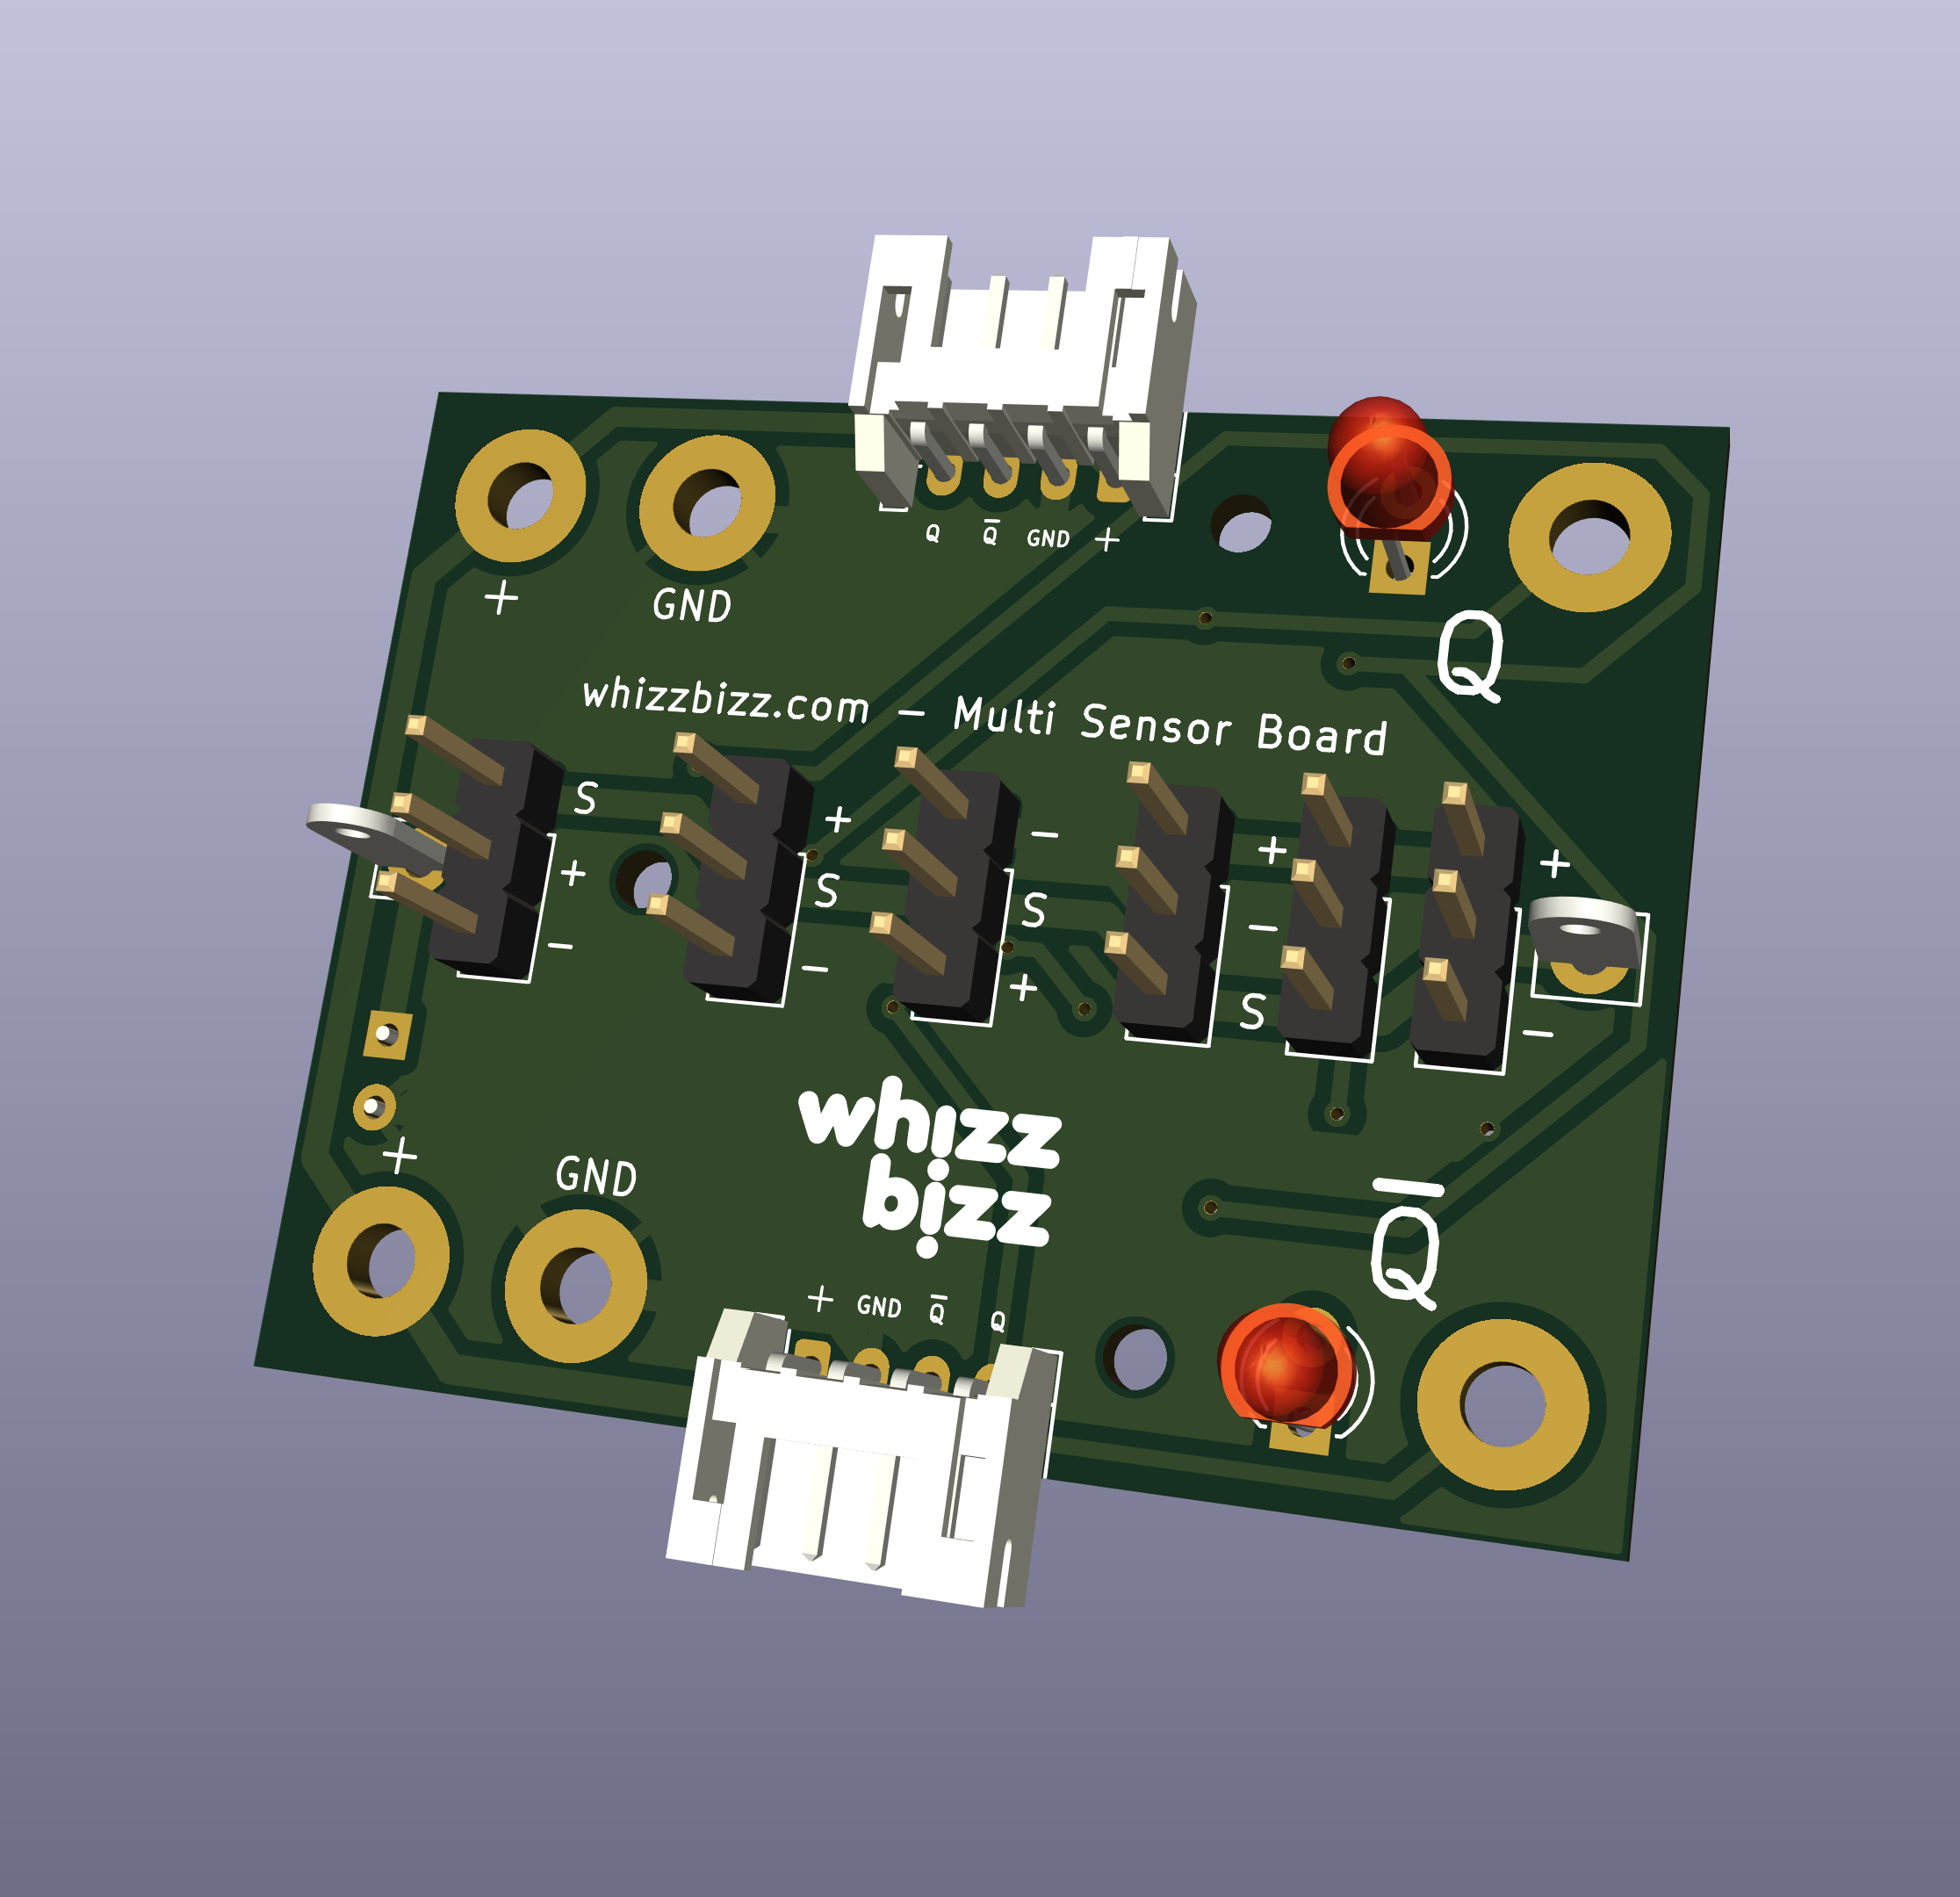 Q Q̅ GND +
+ GND
Q
whizzbizz.com - Multi Sensor Board
S
+
-
+
S
-
-
S
+
+
-
S
+
-
whizz
bizz
+ GND
Q̅
+ GND Q̅ Q